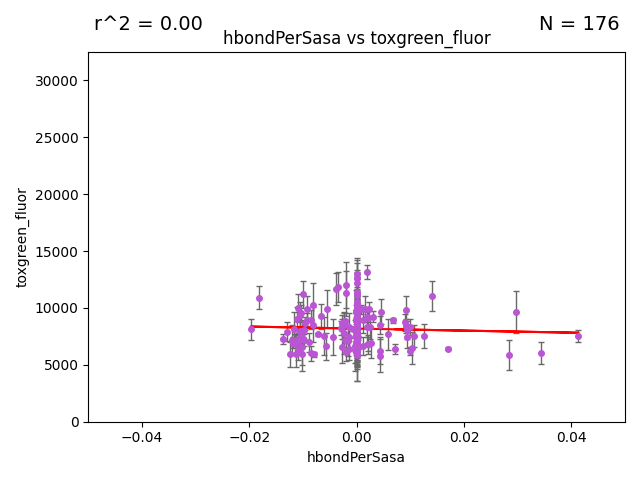 r^2 = 0.00
N = 176
hbondPerSasa vs toxgreen_fluor
30000
25000
20000
15000
10000
5000
0
toxgreen_fluor
−0.04
−0.02
0.00
0.02
0.04
hbondPerSasa